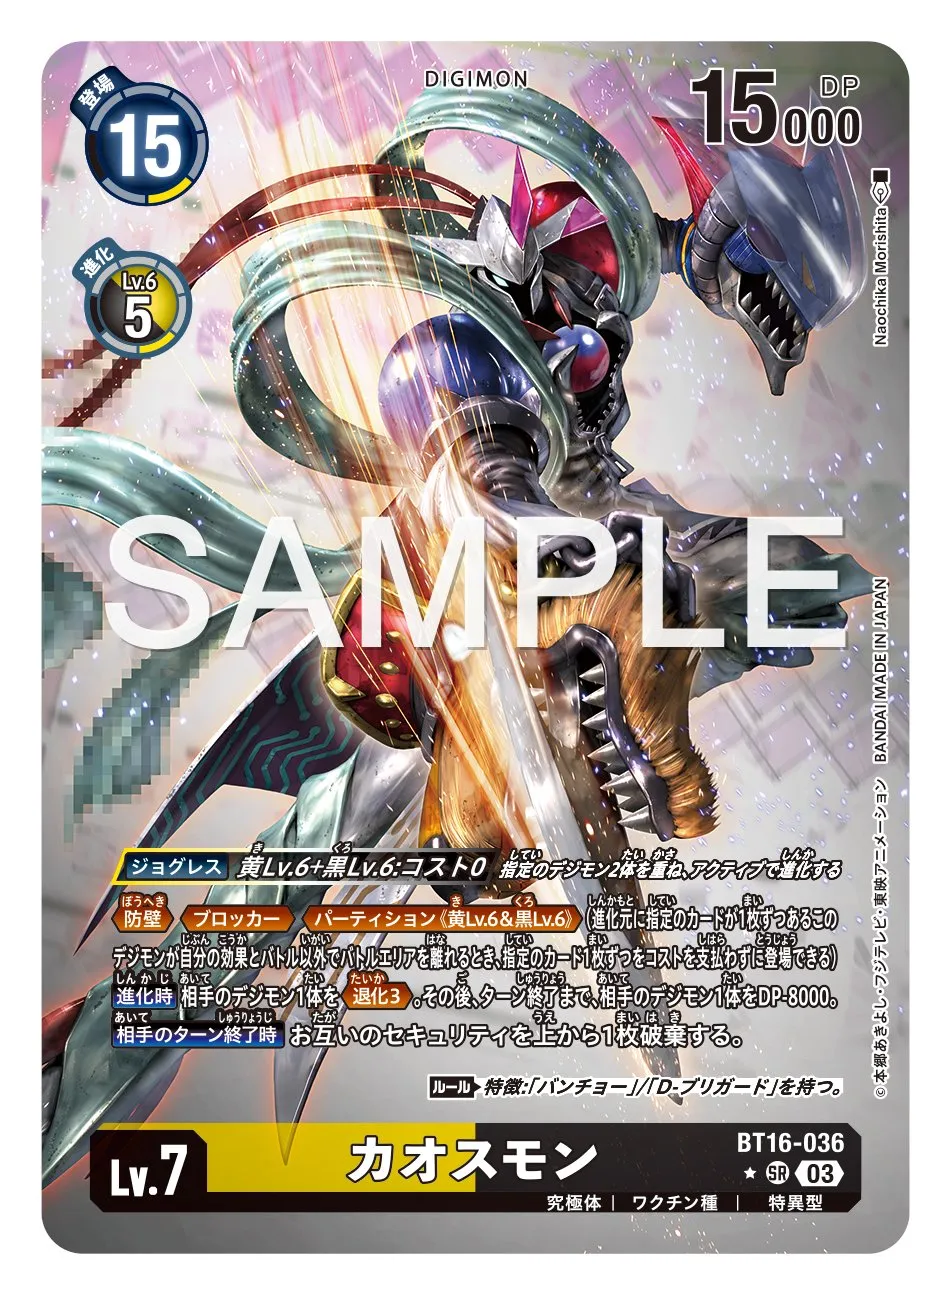 DIGIMON
登場
15
15000
DP
進化
Lv.6
5
Naochika Morishita
SAMPLE
BANDAI MADE IN JAPAN
©本郷あきよし・フジテレビ・東映アニメーション
ジョグレス 黄Lv.6+黒Lv.6:コスト0 指定のデジモン2体を重ね、アクティブで進化する
防壁 ブロッカー パーティション《黄Lv.6&黒Lv.6》(進化元に指定のカードが1枚ずつあるこの
デジモンが自分の効果とバトル以外でバトルエリアを離れるとき、指定のカード1枚ずつをコストを支払わずに登場できる)
進化時 相手のデジモン1体を 退化3 。その後、ターン終了まで、相手のデジモン1体をDP-8000。
相手のターン終了時 お互いのセキュリティを上から1枚破棄する。
ルール 特徴:「バンチョー」/「D-ブリガード」を持つ。
Lv.7
カオスモン
BT16-036
SR 03
究極体 | ワクチン種 | 特異型